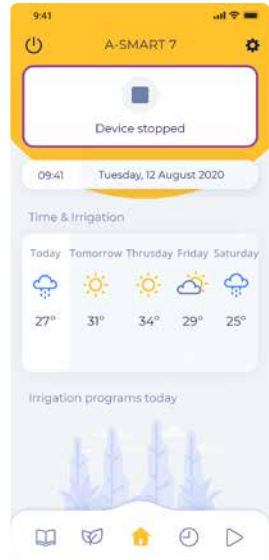 9:41
A-SMART 7
Device stopped
09:41 Tuesday, 12 August 2020
Time & Irrigation
Today Tomorrow Thrusday Friday Saturday
27° 31° 34° 29° 25°
Irrigation programs today